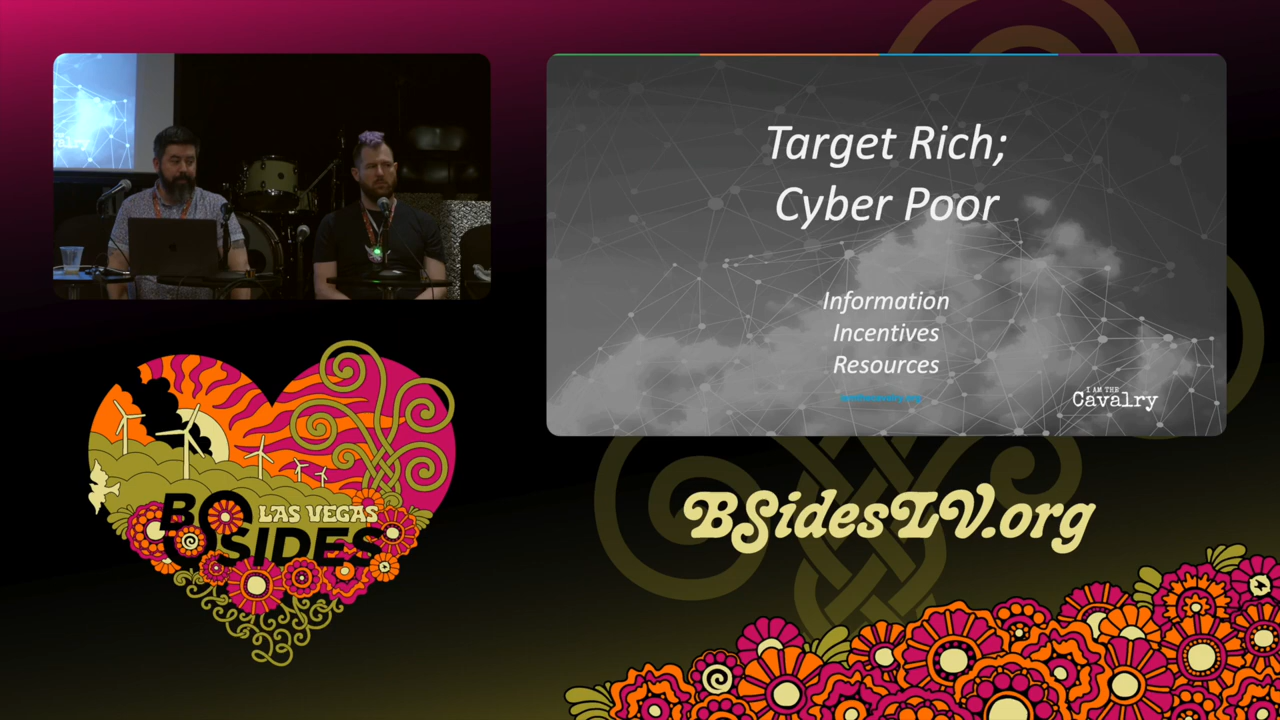 Target Rich;
Cyber Poor
Information
Incentives
Resources
I AM THE
Cavalry
BSidesLV.org
LAS VEGAS
BSIDES